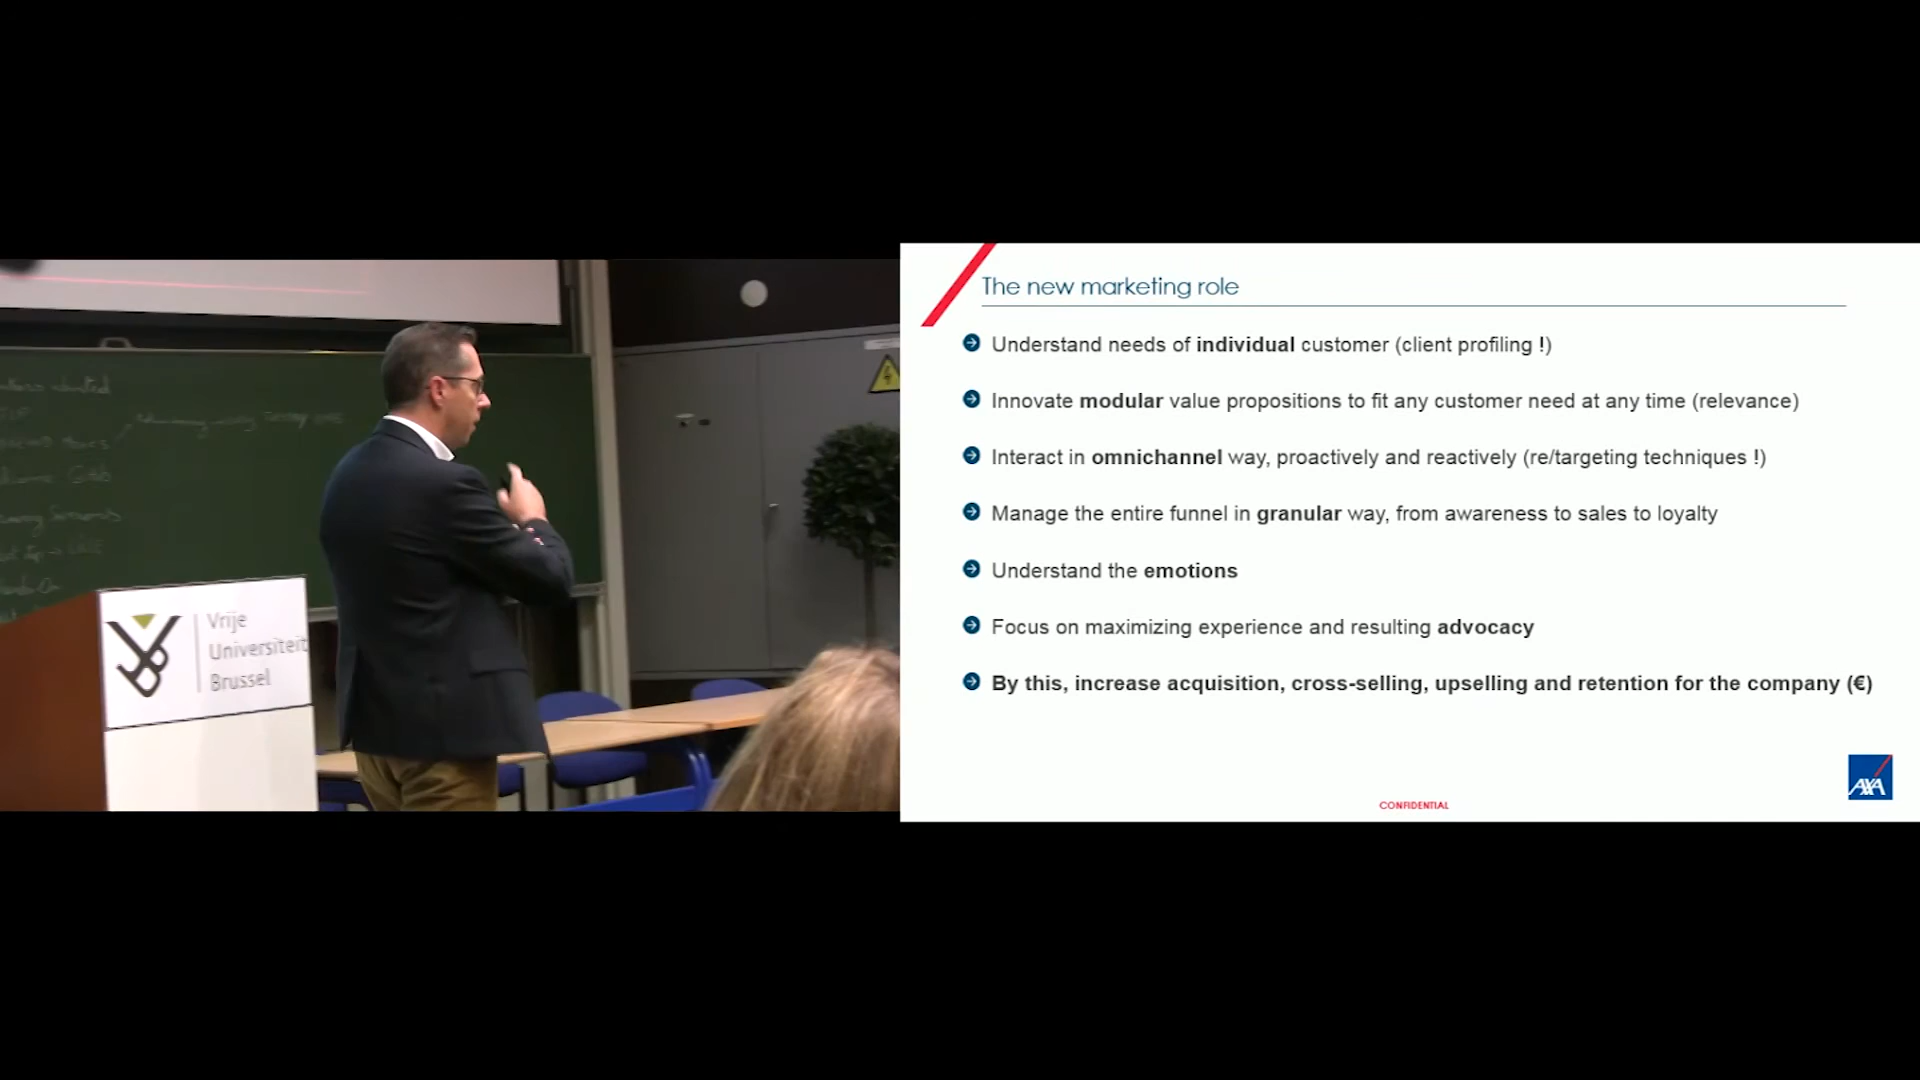 Vrije
Universiteit
Brussel
The new marketing role
Understand needs of individual customer (client profiling !)
Innovate modular value propositions to fit any customer need at any time (relevance)
Interact in omnichannel way, proactively and reactively (re/targeting techniques !)
Manage the entire funnel in granular way, from awareness to sales to loyalty
Understand the emotions
Focus on maximizing experience and resulting advocacy
By this, increase acquisition, cross-selling, upselling and retention for the company (€)
AXA
CONFIDENTIAL